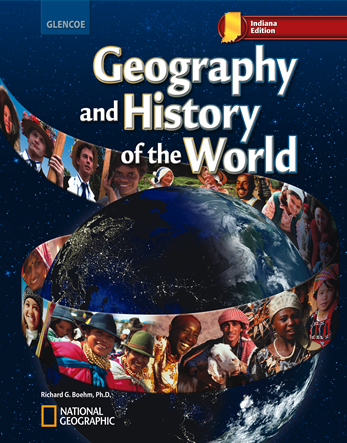 GLENCOE
Indiana
Edition
Geography
and History
of the World
Richard G. Boehm, Ph.D.
NATIONAL
GEOGRAPHIC